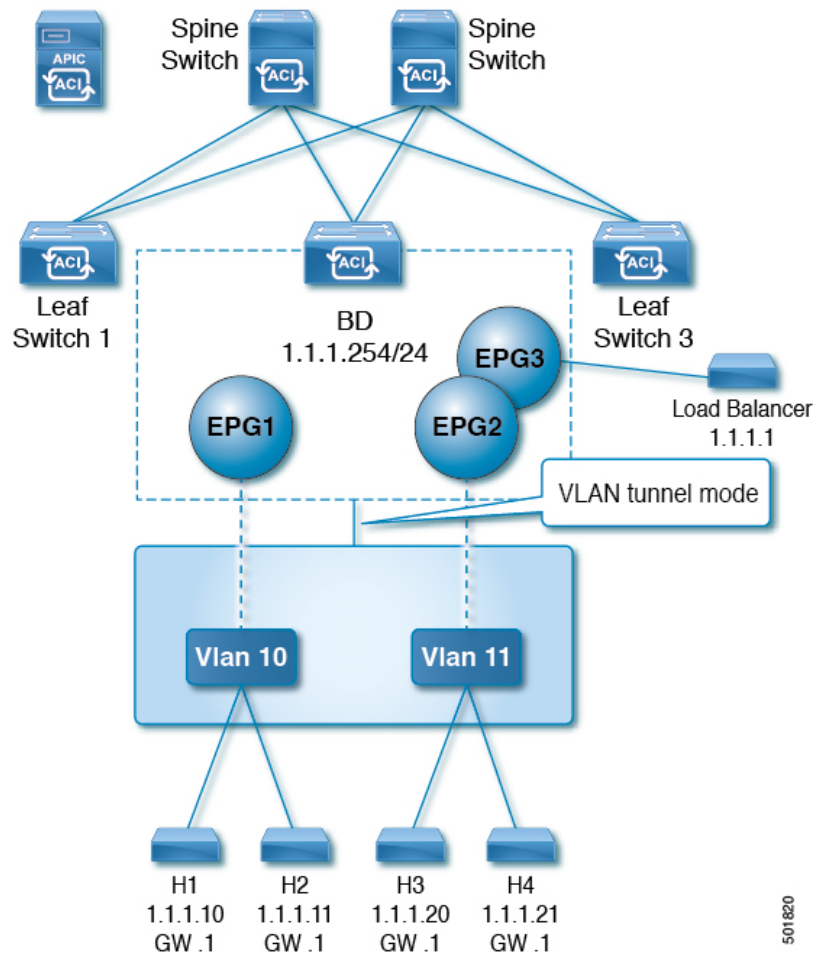 Spine
Switch
Spine
Switch
APIC
ACI
ACI
ACI
ACI
ACI
ACI
Leaf
Switch 1
BD
1.1.1.254/24
Leaf
Switch 3
EPG3
EPG1
EPG2
Load Balancer
1.1.1.1
VLAN tunnel mode
Vlan 10
Vlan 11
H1
1.1.1.10
GW .1
H2
1.1.1.11
GW .1
H3
1.1.1.20
GW .1
H4
1.1.1.21
GW .1
501820